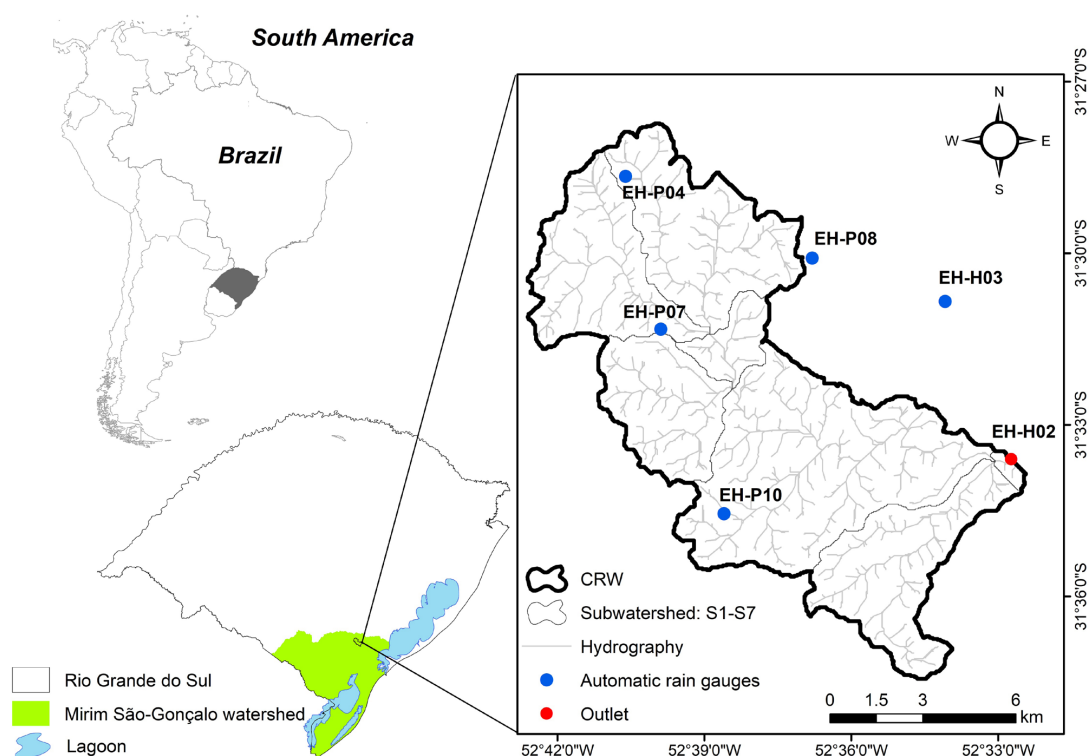 South America
Brazil
Rio Grande do Sul
Mirim São-Gonçalo watershed
Lagoon
N
W
E
S
EH-P04
EH-P08
EH-H03
EH-P07
EH-H02
EH-P10
CRW
Subwatershed: S1-S7
Hydrography
Automatic rain gauges
Outlet
0 1.5 3 6
km
31°27'0"S
31°30'0"S
31°33'0"S
31°36'0"S
52°42'0"W 52°39'0"W 52°36'0"W 52°33'0"W